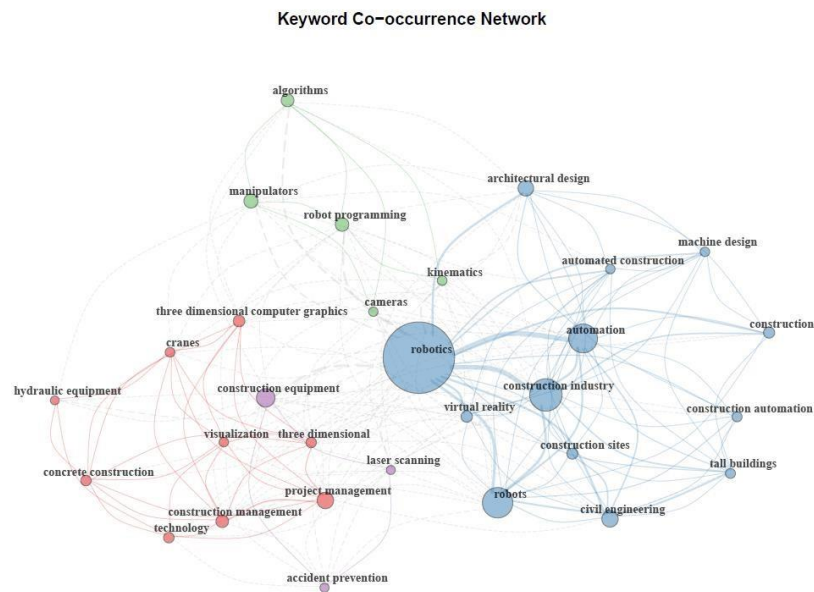 Keyword Co-occurrence Network
algorithms
architectural design
manipulators
robot programming
machine design
automated construction
kinematics
cameras
three dimensional computer graphics
construction
automation
cranes
robotics
construction equipment
construction industry
hydraulic equipment
virtual reality
construction automation
visualization
three dimensional
construction sites
laser scanning
tall buildings
concrete construction
project management
robots
construction management
civil engineering
technology
accident prevention